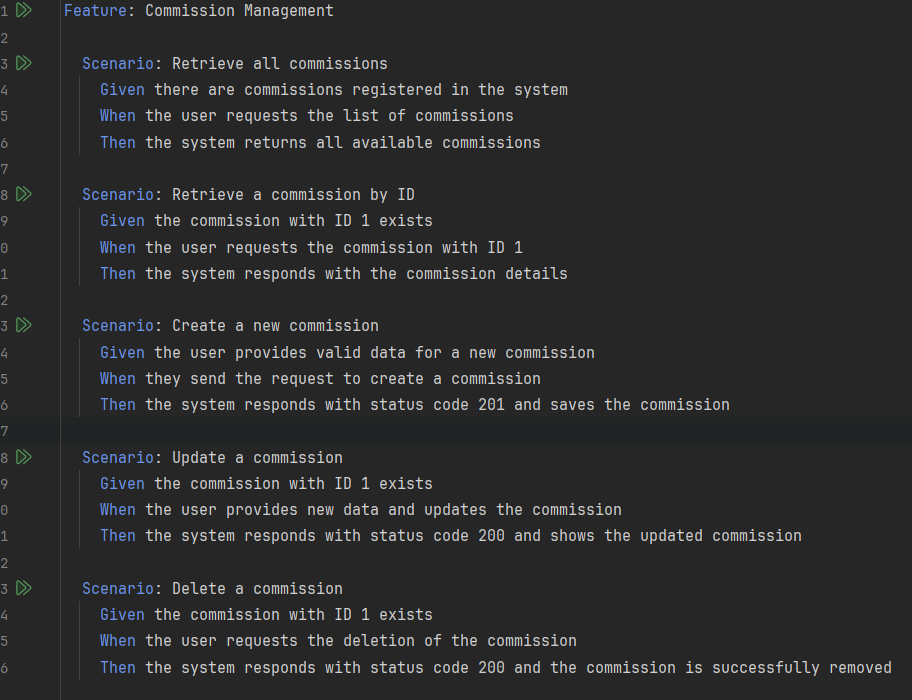 1 Feature: Commission Management
2
3 Scenario: Retrieve all commissions
4 Given there are commissions registered in the system
5 When the user requests the list of commissions
6 Then the system returns all available commissions
7
8 Scenario: Retrieve a commission by ID
9 Given the commission with ID 1 exists
0 When the user requests the commission with ID 1
1 Then the system responds with the commission details
2
3 Scenario: Create a new commission
4 Given the user provides valid data for a new commission
5 When they send the request to create a commission
6 Then the system responds with status code 201 and saves the commission
7
8 Scenario: Update a commission
9 Given the commission with ID 1 exists
0 When the user provides new data and updates the commission
1 Then the system responds with status code 200 and shows the updated commission
2
3 Scenario: Delete a commission
4 Given the commission with ID 1 exists
5 When the user requests the deletion of the commission
6 Then the system responds with status code 200 and the commission is successfully removed